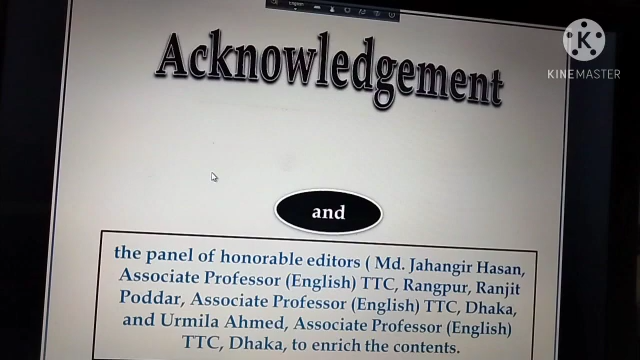 English
KINEMASTER
Acknowledgement
and
the panel of honorable editors ( Md. Jahangir Hasan,
Associate Professor (English) TTC, Rangpur, Ranjit
Poddar, Associate Professor (English) TTC, Dhaka,
and Urmila Ahmed, Associate Professor (English)
TTC, Dhaka, to enrich the contents.